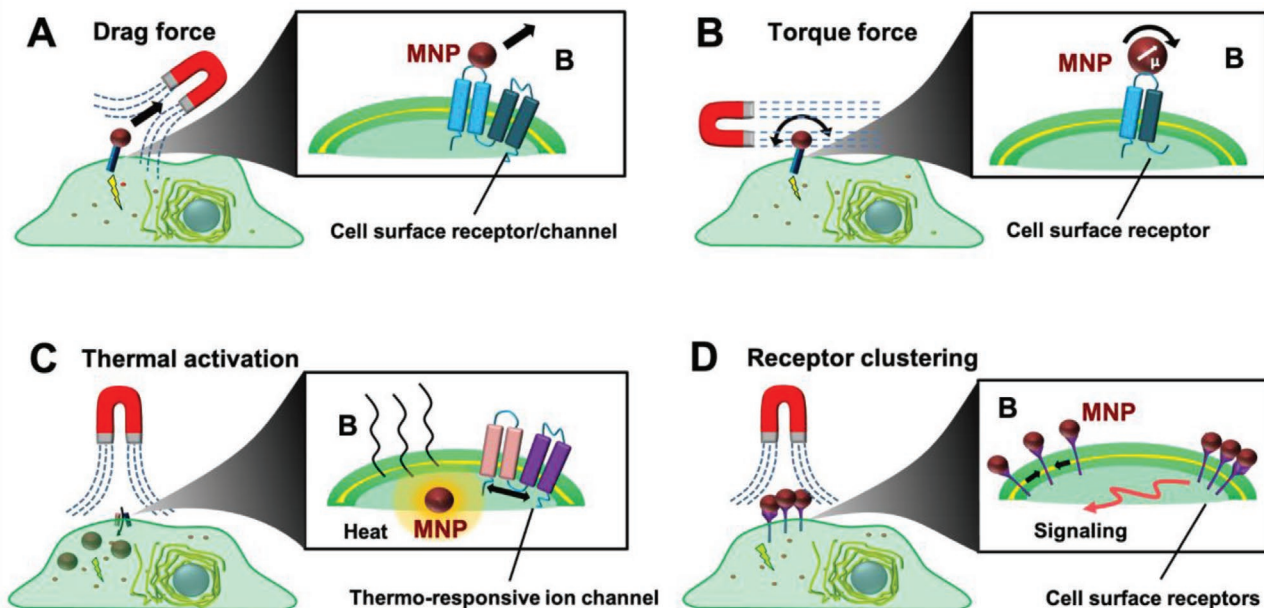 A Drag force
MNP
B
Cell surface receptor/channel
B Torque force
MNP
μ
B
Cell surface receptor
C Thermal activation
B
Heat
MNP
Thermo-responsive ion channel
D Receptor clustering
B
MNP
Signaling
Cell surface receptors